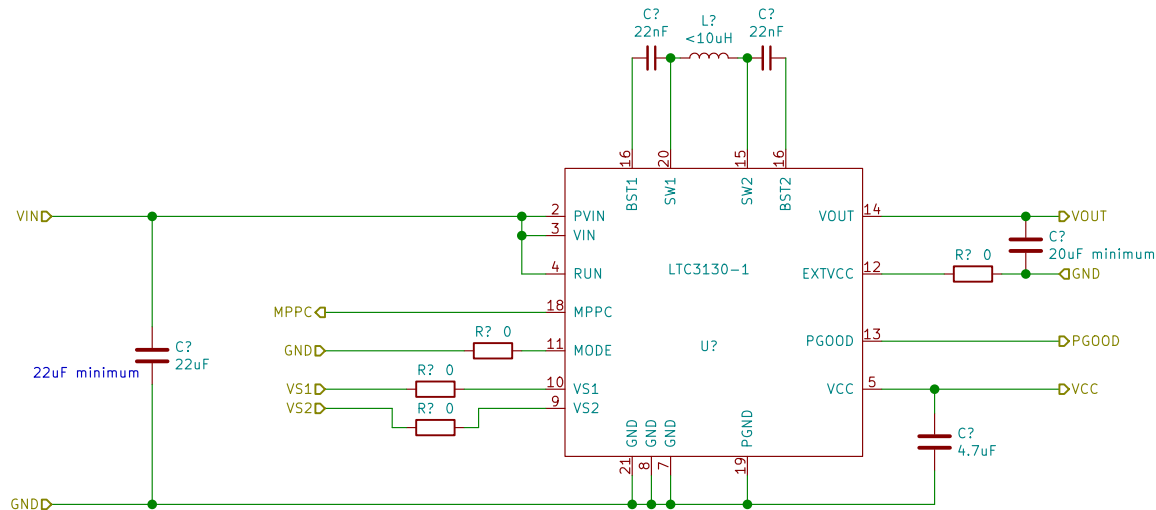 C?
22nF
L?
<10uH
C?
22nF
16
20
15
16
BST1
SW1
SW2
BST2
VIN
2
PVIN
3
VIN
4
RUN
LTC3130-1
VOUT
14
VOUT
C?
20uF minimum
EXTVCC
12
R? 0
GND
MPPC
18
MPPC
PGOOD
13
PGOOD
GND
R? 0
11
MODE
U?
C?
22uF
22uF minimum
VS1
R? 0
10
VS1
VCC
5
VCC
VS2
R? 0
9
VS2
GND
GND
GND
PGND
C?
4.7uF
21
8
7
19
GND